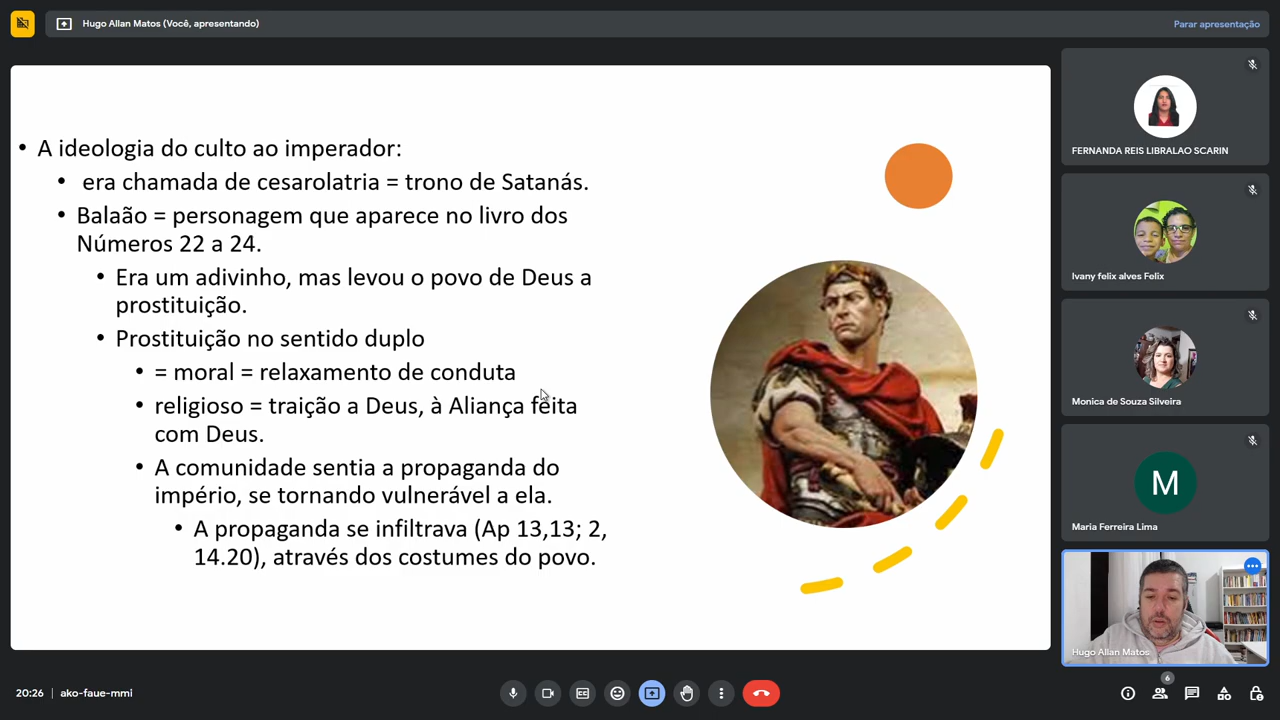 Hugo Allan Matos (Você, apresentando)
Parar apresentação
• A ideologia do culto ao imperador:
• era chamada de cesarolatria = trono de Satanás.
• Balaão = personagem que aparece no livro dos
Números 22 a 24.
• Era um adivinho, mas levou o povo de Deus a
prostituição.
• Prostituição no sentido duplo
• = moral = relaxamento de conduta
• religioso = traição a Deus, à Aliança feita
com Deus.
• A comunidade sentia a propaganda do
império, se tornando vulnerável a ela.
• A propaganda se infiltrava (Ap 13,13; 2,
14.20), através dos costumes do povo.
FERNANDA REIS LIBRALAO SCARIN
Ivany felix alves Felix
Monica de Souza Silveira
M
Maria Ferreira Lima
Hugo Allan Matos
20:26 | ako-faue-mmi
6